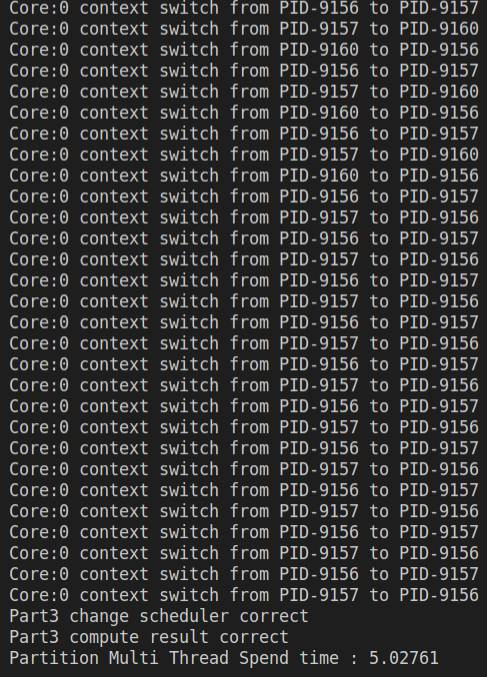 Core:0 context switch from PID-9156 to PID-9157
Core:0 context switch from PID-9157 to PID-9160
Core:0 context switch from PID-9160 to PID-9156
Core:0 context switch from PID-9156 to PID-9157
Core:0 context switch from PID-9157 to PID-9160
Core:0 context switch from PID-9160 to PID-9156
Core:0 context switch from PID-9156 to PID-9157
Core:0 context switch from PID-9157 to PID-9160
Core:0 context switch from PID-9160 to PID-9156
Core:0 context switch from PID-9156 to PID-9157
Core:0 context switch from PID-9157 to PID-9156
Core:0 context switch from PID-9156 to PID-9157
Core:0 context switch from PID-9157 to PID-9156
Core:0 context switch from PID-9156 to PID-9157
Core:0 context switch from PID-9157 to PID-9156
Core:0 context switch from PID-9156 to PID-9157
Core:0 context switch from PID-9157 to PID-9156
Core:0 context switch from PID-9156 to PID-9157
Core:0 context switch from PID-9157 to PID-9156
Core:0 context switch from PID-9156 to PID-9157
Core:0 context switch from PID-9157 to PID-9156
Core:0 context switch from PID-9156 to PID-9157
Core:0 context switch from PID-9157 to PID-9156
Core:0 context switch from PID-9156 to PID-9157
Core:0 context switch from PID-9157 to PID-9156
Core:0 context switch from PID-9156 to PID-9157
Core:0 context switch from PID-9157 to PID-9156
Core:0 context switch from PID-9156 to PID-9157
Core:0 context switch from PID-9157 to PID-9156
Part3 change scheduler correct
Part3 compute result correct
Partition Multi Thread Spend time : 5.02761